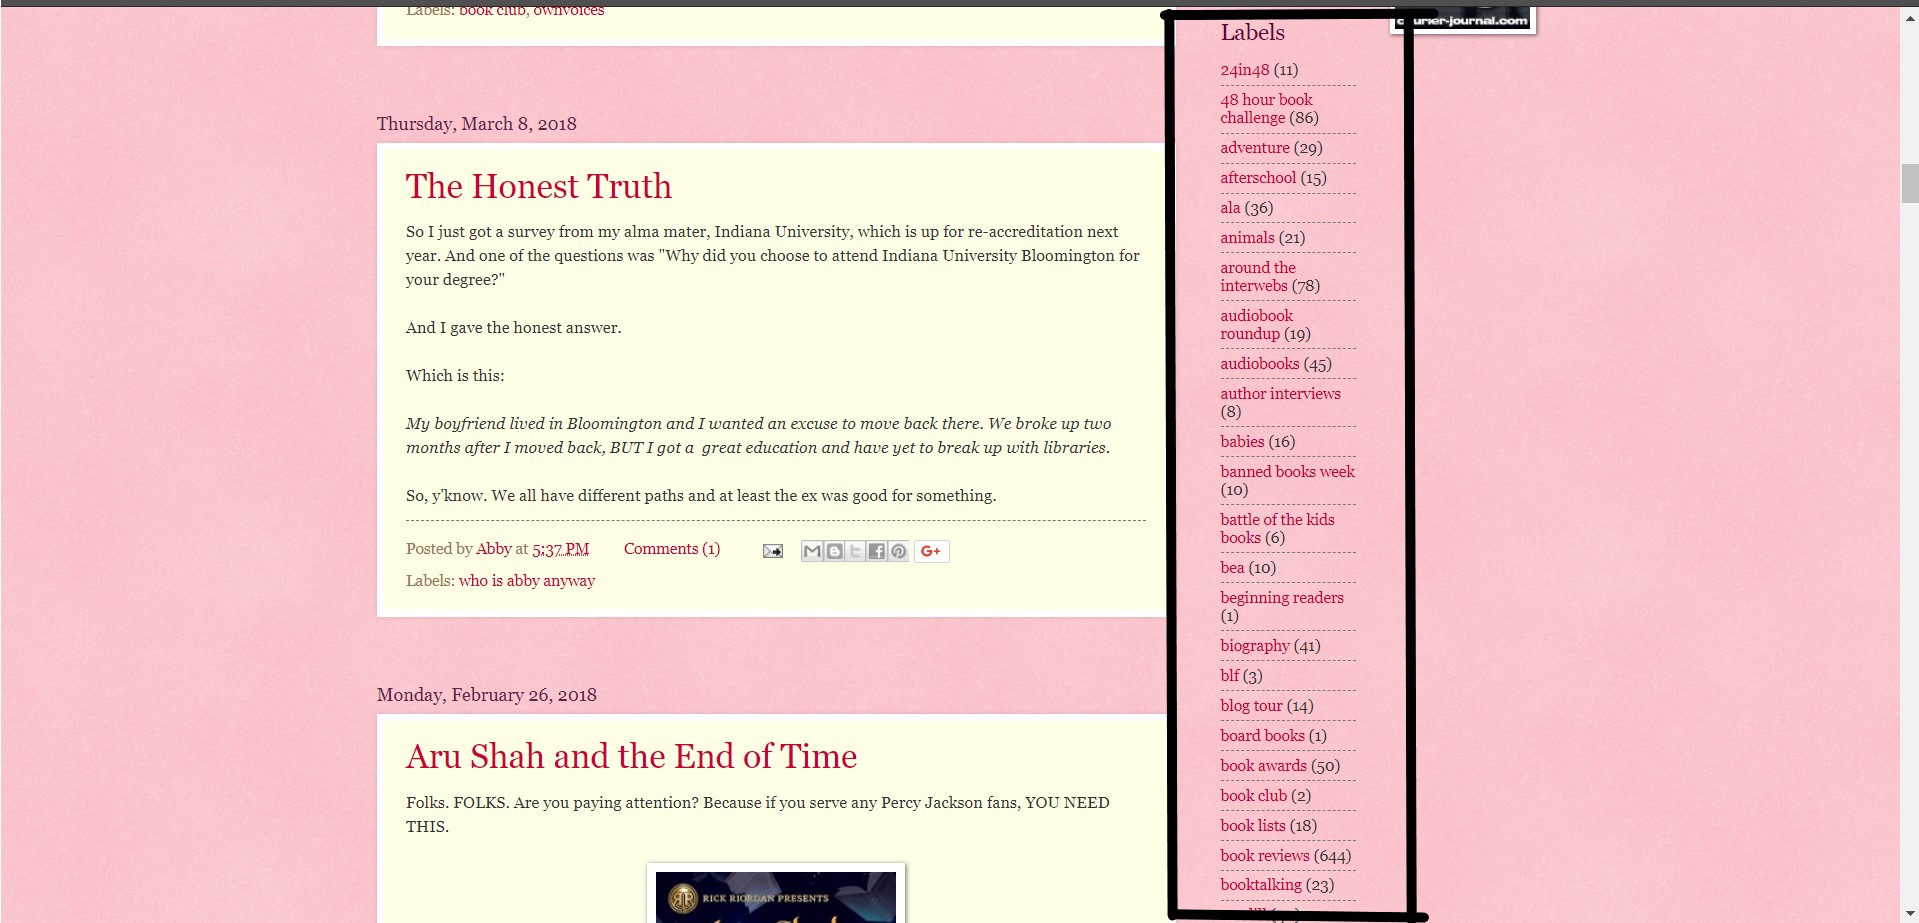 Labels: book club, ownvoices
Thursday, March 8, 2018
The Honest Truth
So I just got a survey from my alma mater, Indiana University, which is up for re-accreditation next
year. And one of the questions was "Why did you choose to attend Indiana University Bloomington for
your degree?"
And I gave the honest answer.
Which is this:
My boyfriend lived in Bloomington and I wanted an excuse to move back there. We broke up two
months after I moved back, BUT I got a  great education and have yet to break up with libraries.
So, y'know. We all have different paths and at least the ex was good for something.
Posted by Abby at 5:37 PM Comments (1)
G+
Labels: who is abby anyway
Monday, February 26, 2018
Aru Shah and the End of Time
Folks. FOLKS. Are you paying attention? Because if you serve any Percy Jackson fans, YOU NEED
THIS.
RICK RIORDAN PRESENTS
courier-journal.com
Labels
24in48 (11)
48 hour book
challenge (86)
adventure (29)
afterschool (15)
ala (36)
animals (21)
around the
interwebs (78)
audiobook
roundup (19)
audiobooks (45)
author interviews
(8)
babies (16)
banned books week
(10)
battle of the kids
books (6)
bea (10)
beginning readers
(1)
biography (41)
blf (3)
blog tour (14)
board books (1)
book awards (50)
book club (2)
book lists (18)
book reviews (644)
booktalking (23)